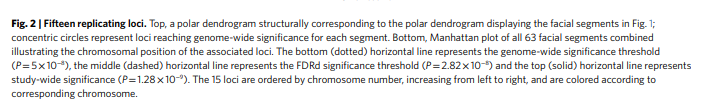 Fig. 2 | Fifteen replicating loci. Top, a polar dendrogram structurally corresponding to the polar dendrogram displaying the facial segments in Fig. 1;
concentric circles represent loci reaching genome-wide significance for each segment. Bottom, Manhattan plot of all 63 facial segments combined
illustrating the chromosomal position of the associated loci. The bottom (dotted) horizontal line represents the genome-wide significance threshold
(P = 5 × 10⁻⁸), the middle (dashed) horizontal line represents the FDRd significance threshold (P = 2.82 × 10⁻⁸) and the top (solid) horizontal line represents
study-wide significance (P = 1.28 × 10⁻⁹). The 15 loci are ordered by chromosome number, increasing from left to right, and are colored according to
corresponding chromosome.